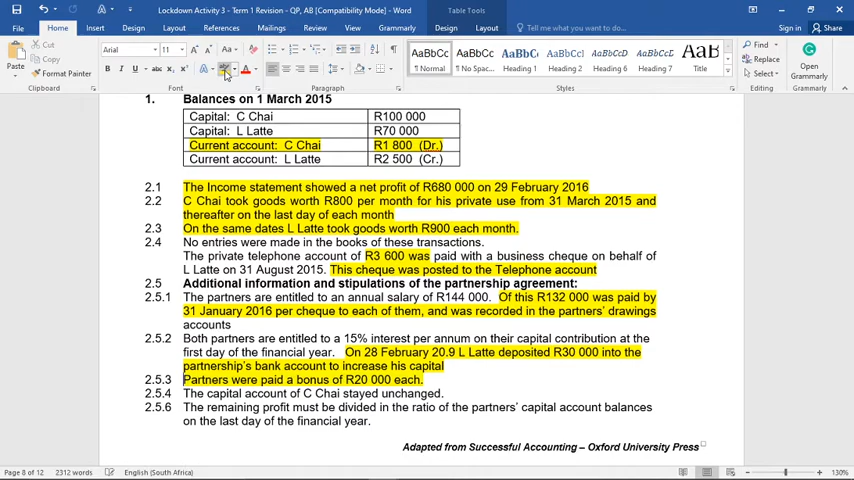 Lockdown Activity 3 - Term 1 Revision - QP, AB [Compatibility Mode] - Word
Table Tools
Sign in
Share
File
Home
Insert
Design
Layout
References
Mailings
Review
View
Grammarly
Design
Layout
Tell me what you want to do...
Paste
Cut
Copy
Format Painter
Clipboard
Arial
11
Aa
B I U abc X₂ X²
Font
Paragraph
AaBbCc AaBbCc AaBbCc AaBbCc AaBbCcD AaBbCcD AaB
¶ Normal
¶ No Spac...
Heading 1
Heading 2
Heading 6
Heading 7
Title
Styles
Find
Replace
Select
Editing
Open Grammarly
Grammarly
1. Balances on 1 March 2015
Capital: C Chai R100 000
Capital: L Latte R70 000
Current account: C Chai R1 800 (Dr.)
Current account: L Latte R2 500 (Cr.)
2.1 The Income statement showed a net profit of R680 000 on 29 February 2016
2.2 C Chai took goods worth R800 per month for his private use from 31 March 2015 and
thereafter on the last day of each month
2.3 On the same dates L Latte took goods worth R900 each month.
2.4 No entries were made in the books of these transactions.
The private telephone account of R3 600 was paid with a business cheque on behalf of
L Latte on 31 August 2015. This cheque was posted to the Telephone account
2.5 Additional information and stipulations of the partnership agreement:
2.5.1 The partners are entitled to an annual salary of R144 000. Of this R132 000 was paid by
31 January 2016 per cheque to each of them, and was recorded in the partners' drawings
accounts
2.5.2 Both partners are entitled to a 15% interest per annum on their capital contribution at the
first day of the financial year. On 28 February 20.9 L Latte deposited R30 000 into the
partnership's bank account to increase his capital
2.5.3 Partners were paid a bonus of R20 000 each.
2.5.4 The capital account of C Chai stayed unchanged.
2.5.6 The remaining profit must be divided in the ratio of the partners' capital account balances
on the last day of the financial year.
Adapted from Successful Accounting – Oxford University Press
Page 8 of 12
2312 words
English (South Africa)
130%